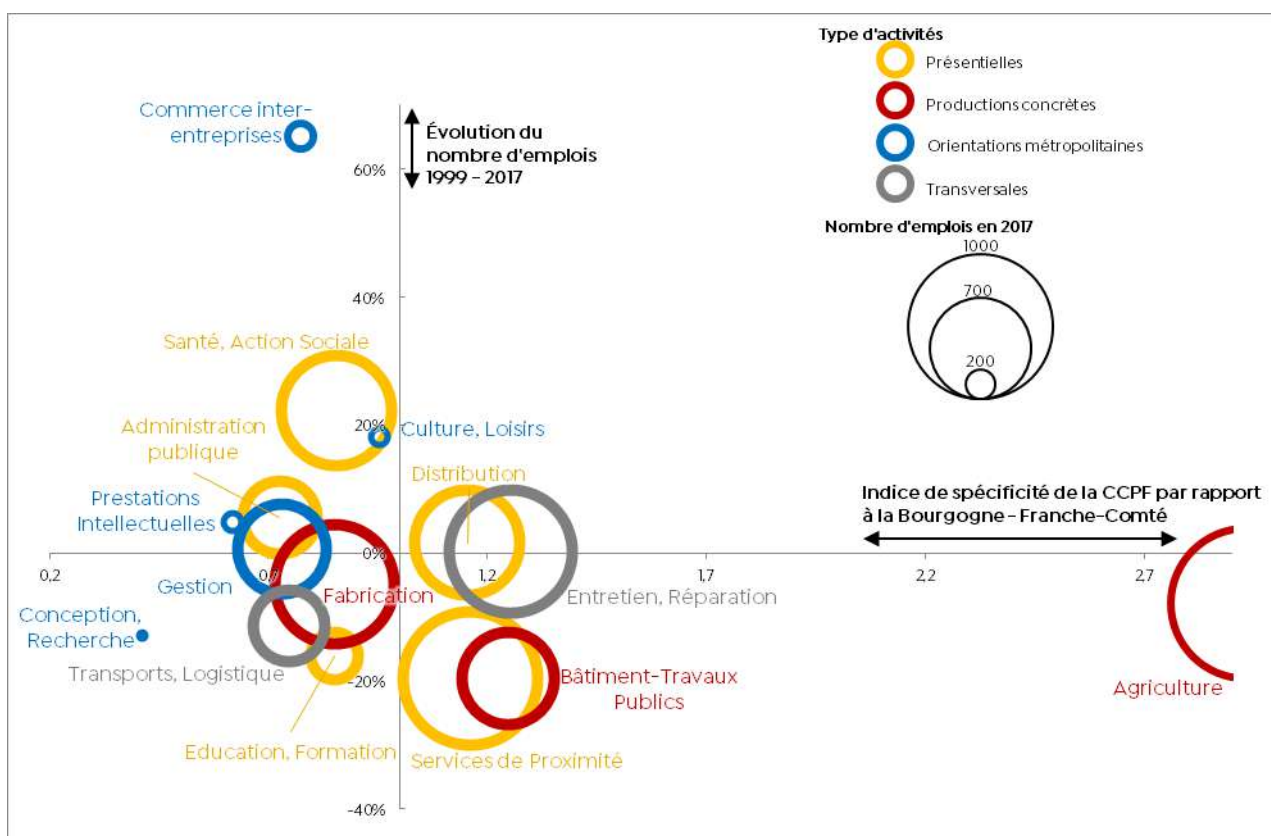 Type d'activités
Présentielles
Productions concrètes
Orientations métropolitaines
Transversales
Nombre d'emplois en 2017
1000
700
200
Commerce inter-
entreprises
Évolution du
nombre d'emplois
1999 - 2017
60%
40%
Santé, Action Sociale
20%
Culture, Loisirs
Administration
publique
Distribution
Prestations
Intellectuelles
Indice de spécificité de la CCPF par rapport
à la Bourgogne - Franche-Comté
0%
0,2
0,7
1,2
1,7
2,2
2,7
Gestion
Fabrication
Entretien, Réparation
Conception,
Recherche
Transports, Logistique
-20%
Bâtiment-Travaux
Publics
Agriculture
Education, Formation
Services de Proximité
-40%